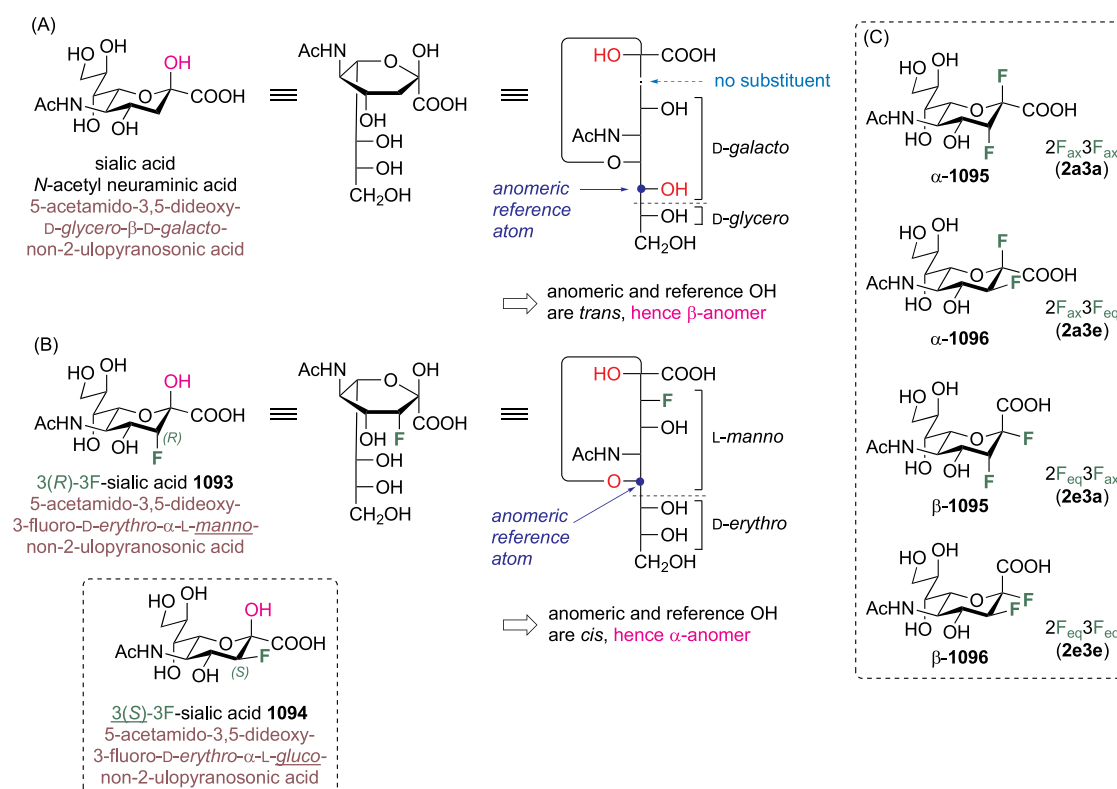 (A)
HO
OH
OH
O
COOH
AcHN
HO
OH
sialic acid
N-acetyl neuraminic acid
5-acetamido-3,5-dideoxy-
D-glycero-β-D-galacto-
non-2-ulopyranosonic acid
AcHN
OH
O
COOH
OH
OH
OH
HOH2C
HO
COOH
no substituent
OH
AcHN
D-galacto
O
anomeric
reference
atom
OH
OH
D-glycero
CH2OH
anomeric and reference OH
are trans, hence β-anomer
(B)
HO
OH
OH
O
COOH
AcHN
HO
OH
(R)
F
3(R)-3F-sialic acid 1093
5-acetamido-3,5-dideoxy-
3-fluoro-D-erythro-α-L-manno-
non-2-ulopyranosonic acid
AcHN
OH
O
COOH
OH
F
OH
OH
HOH2C
HO
COOH
F
OH
L-manno
AcHN
O
anomeric
reference
atom
OH
D-erythro
OH
CH2OH
anomeric and reference OH
are cis, hence α-anomer
HO
OH
OH
O
COOH
AcHN
F
HO
OH
(S)
3(S)-3F-sialic acid 1094
5-acetamido-3,5-dideoxy-
3-fluoro-D-erythro-α-L-gluco-
non-2-ulopyranosonic acid
(C)
HO
OH
F
O
COOH
AcHN
HO
OH
F
α-1095
2Fax3Fax
(2a3a)
HO
OH
F
O
COOH
AcHN
F
HO
OH
α-1096
2Fax3Feq
(2a3e)
HO
OH
COOH
O
F
AcHN
HO
OH
F
β-1095
2Feq3Fax
(2e3a)
HO
OH
COOH
O
F
AcHN
F
HO
OH
β-1096
2Feq3Feq
(2e3e)